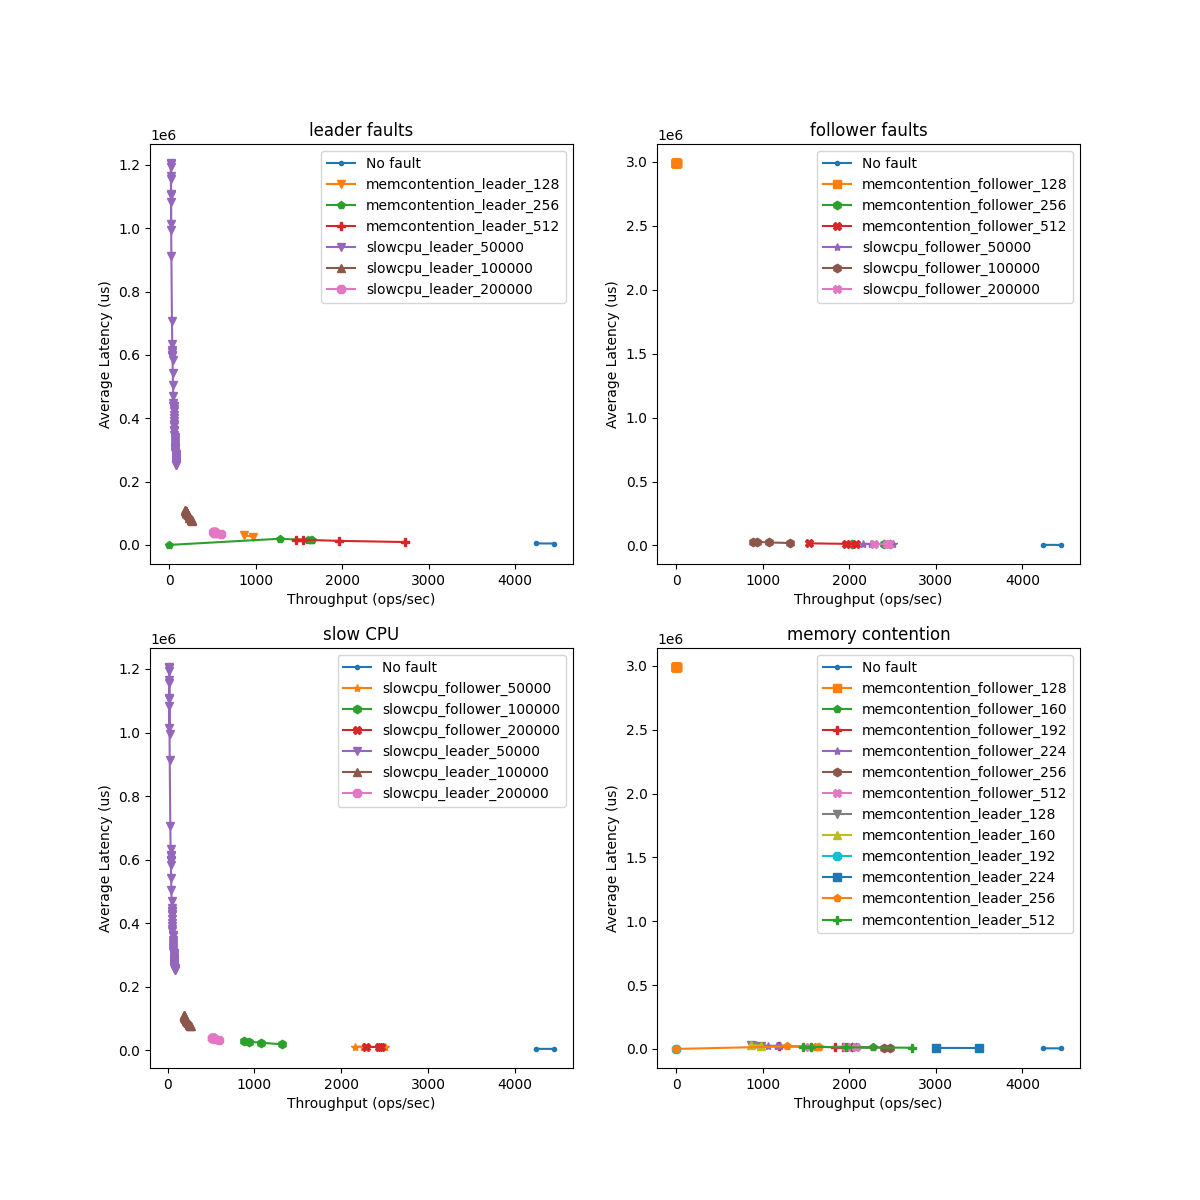 leader faults
1e6
1.2
1.0
0.8
0.6
0.4
0.2
0.0
Average Latency (us)
0
1000
2000
3000
4000
Throughput (ops/sec)
No fault
memcontention_leader_128
memcontention_leader_256
memcontention_leader_512
slowcpu_leader_50000
slowcpu_leader_100000
slowcpu_leader_200000
follower faults
1e6
3.0
2.5
2.0
1.5
1.0
0.5
0.0
Average Latency (us)
0
1000
2000
3000
4000
Throughput (ops/sec)
No fault
memcontention_follower_128
memcontention_follower_256
memcontention_follower_512
slowcpu_follower_50000
slowcpu_follower_100000
slowcpu_follower_200000
slow CPU
1e6
1.2
1.0
0.8
0.6
0.4
0.2
0.0
Average Latency (us)
0
1000
2000
3000
4000
Throughput (ops/sec)
No fault
slowcpu_follower_50000
slowcpu_follower_100000
slowcpu_follower_200000
slowcpu_leader_50000
slowcpu_leader_100000
slowcpu_leader_200000
memory contention
1e6
3.0
2.5
2.0
1.5
1.0
0.5
0.0
Average Latency (us)
0
1000
2000
3000
4000
Throughput (ops/sec)
No fault
memcontention_follower_128
memcontention_follower_160
memcontention_follower_192
memcontention_follower_224
memcontention_follower_256
memcontention_follower_512
memcontention_leader_128
memcontention_leader_160
memcontention_leader_192
memcontention_leader_224
memcontention_leader_256
memcontention_leader_512